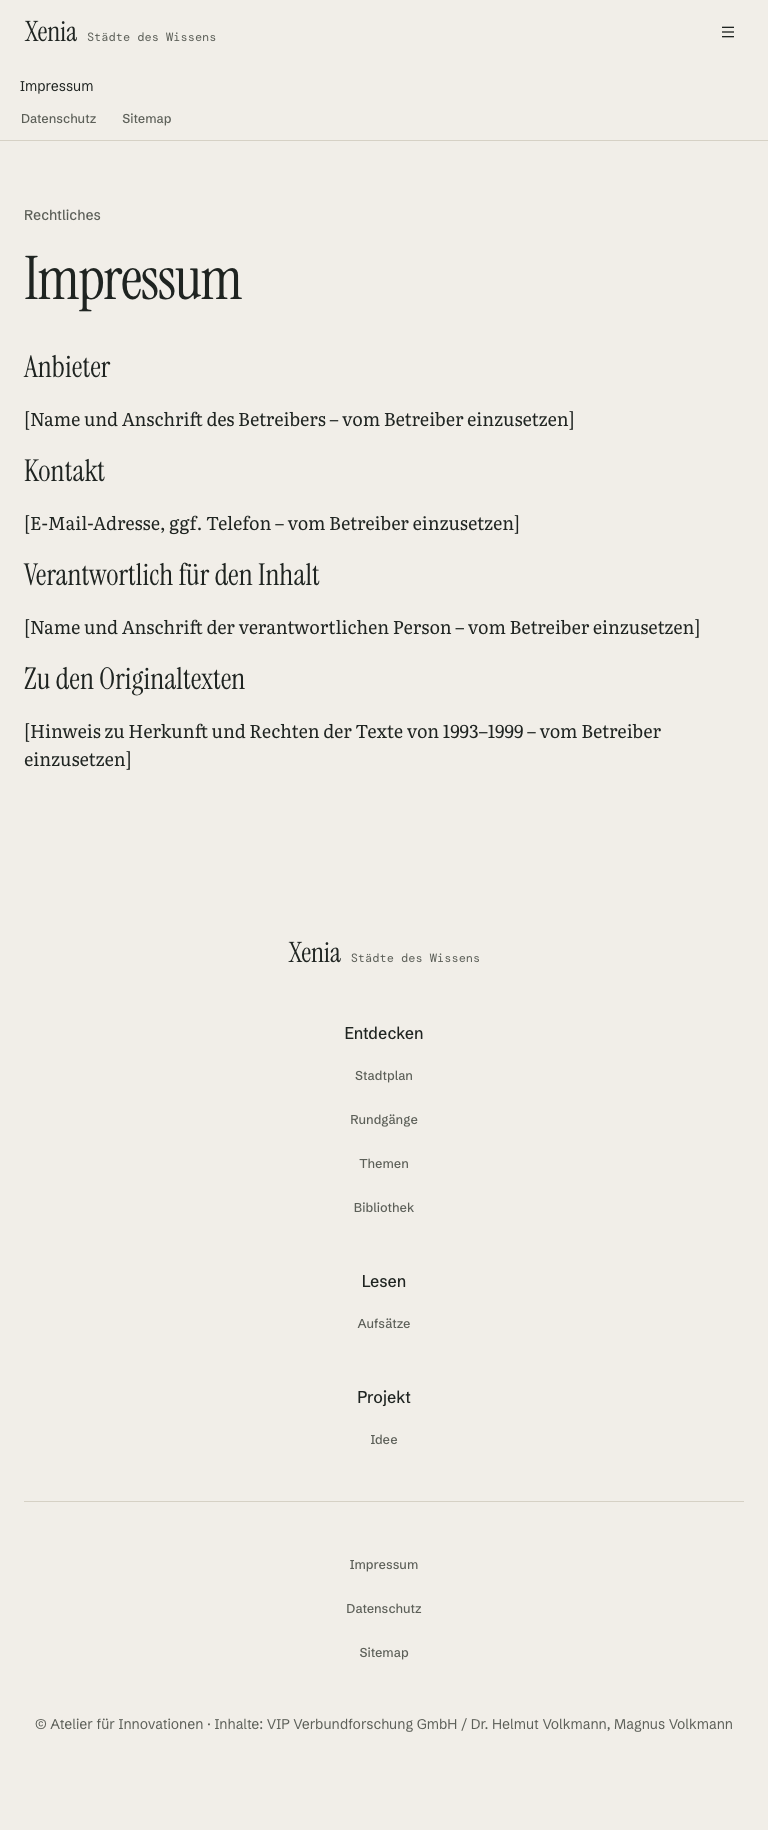 Xenia Städte des Wissens
Impressum
Datenschutz Sitemap
Rechtliches
Impressum
Anbieter
[Name und Anschrift des Betreibers – vom Betreiber einzusetzen]
Kontakt
[E-Mail-Adresse, ggf. Telefon – vom Betreiber einzusetzen]
Verantwortlich für den Inhalt
[Name und Anschrift der verantwortlichen Person – vom Betreiber einzusetzen]
Zu den Originaltexten
[Hinweis zu Herkunft und Rechten der Texte von 1993–1999 – vom Betreiber
einzusetzen]
Xenia Städte des Wissens
Entdecken
Stadtplan
Rundgänge
Themen
Bibliothek
Lesen
Aufsätze
Projekt
Idee
Impressum
Datenschutz
Sitemap
© Atelier für Innovationen · Inhalte: VIP Verbundforschung GmbH / Dr. Helmut Volkmann, Magnus Volkmann